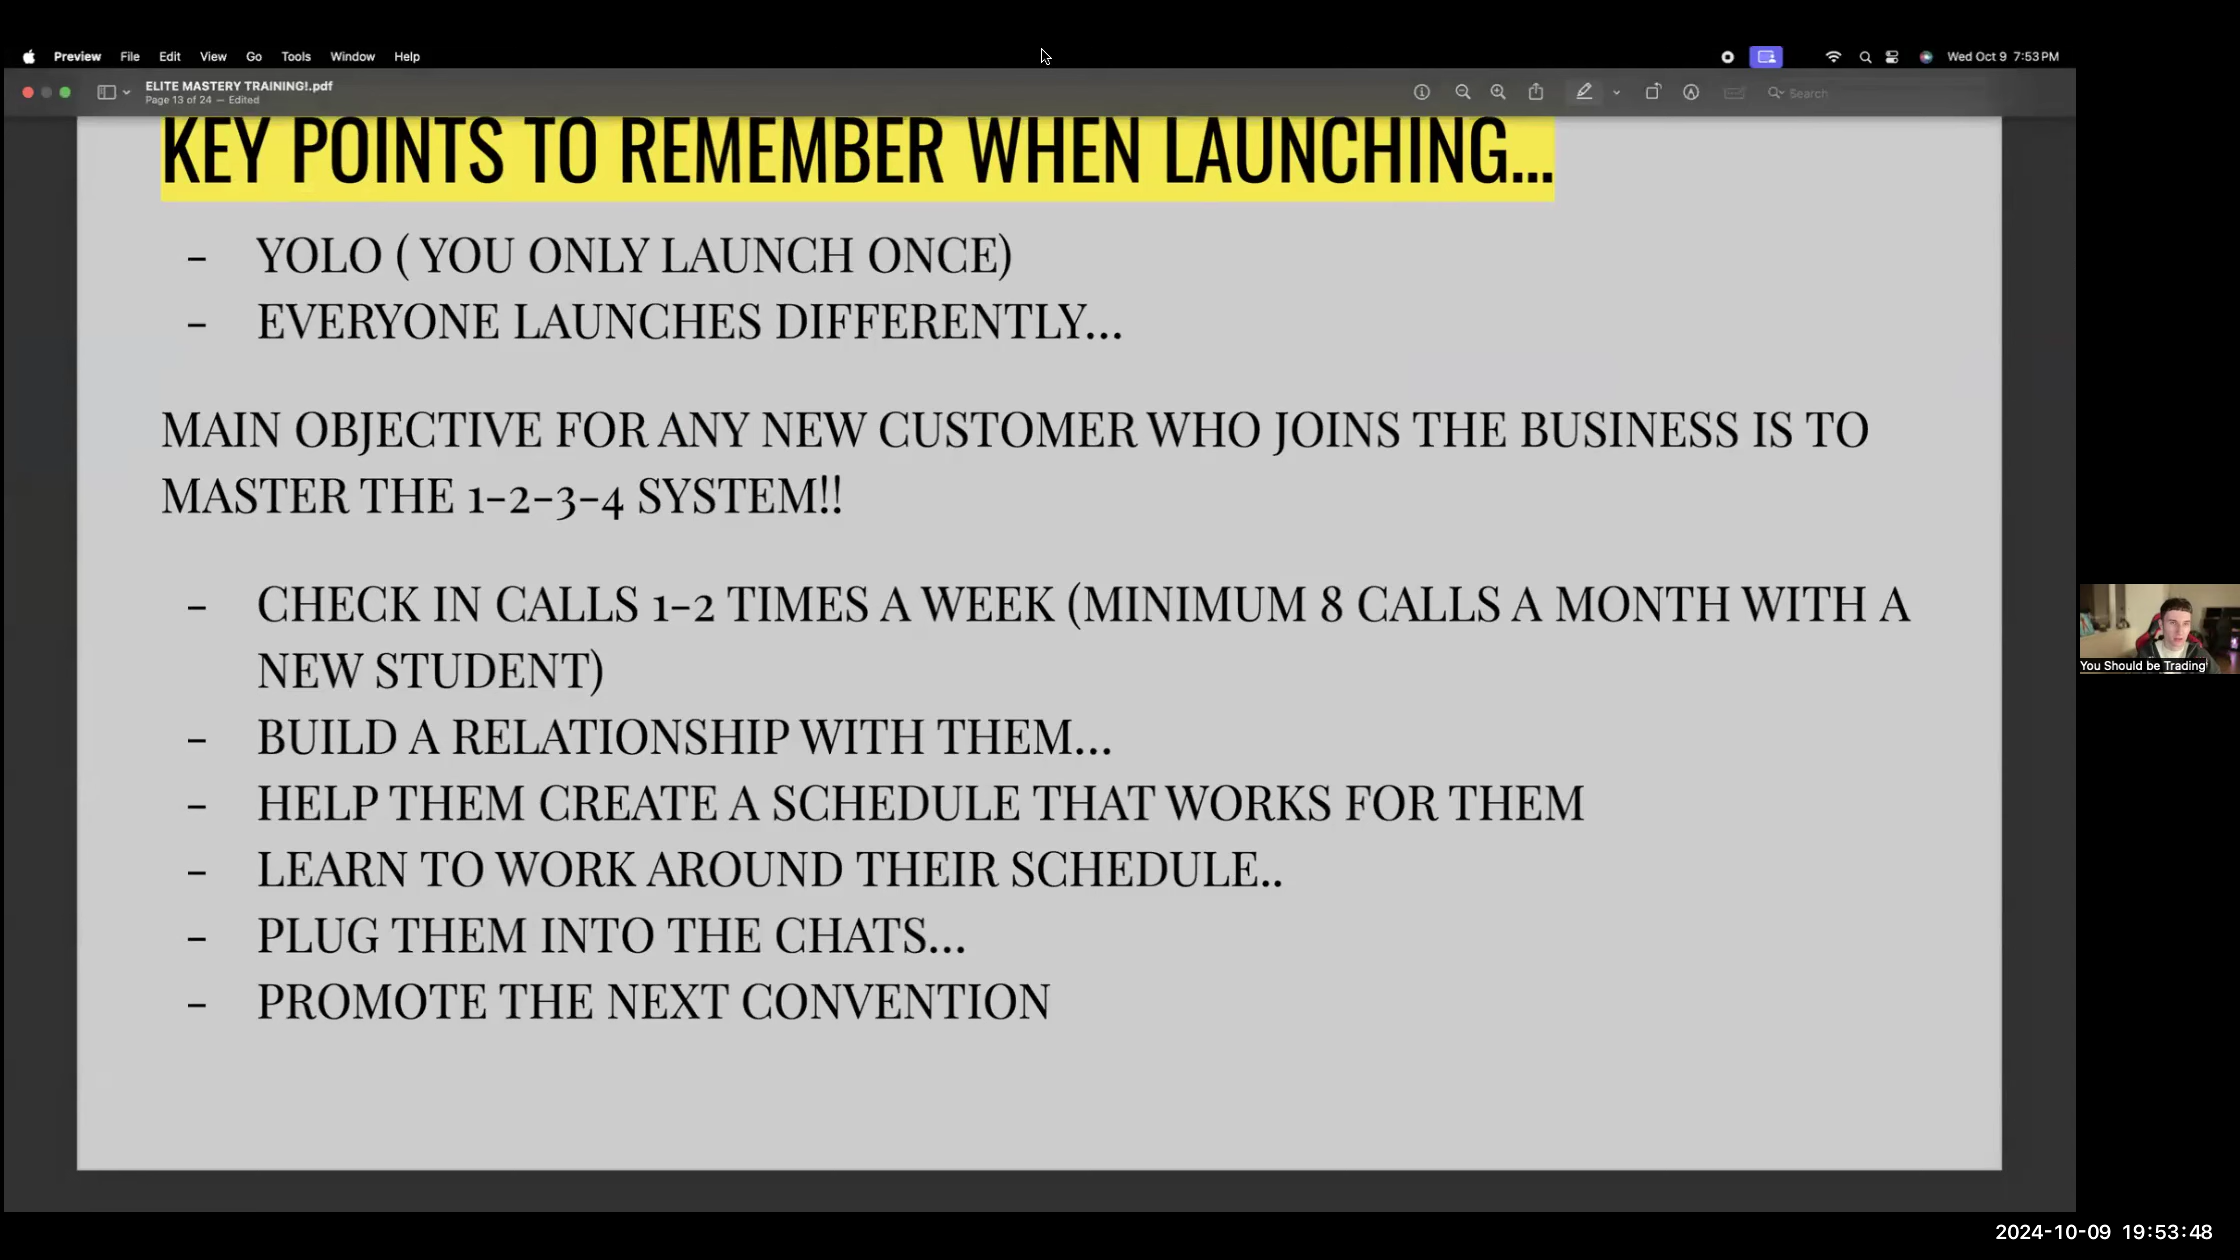 Preview File Edit View Go Tools Window Help
Wed Oct 9 7:53 PM
ELITE MASTERY TRAINING!.pdf
Page 13 of 24 — Edited
Search
KEY POINTS TO REMEMBER WHEN LAUNCHING...
- YOLO ( YOU ONLY LAUNCH ONCE)
- EVERYONE LAUNCHES DIFFERENTLY...
MAIN OBJECTIVE FOR ANY NEW CUSTOMER WHO JOINS THE BUSINESS IS TO
MASTER THE 1-2-3-4 SYSTEM!!
- CHECK IN CALLS 1-2 TIMES A WEEK (MINIMUM 8 CALLS A MONTH WITH A
NEW STUDENT)
- BUILD A RELATIONSHIP WITH THEM...
- HELP THEM CREATE A SCHEDULE THAT WORKS FOR THEM
- LEARN TO WORK AROUND THEIR SCHEDULE..
- PLUG THEM INTO THE CHATS...
- PROMOTE THE NEXT CONVENTION
You Should be Trading
2024-10-09 19:53:48